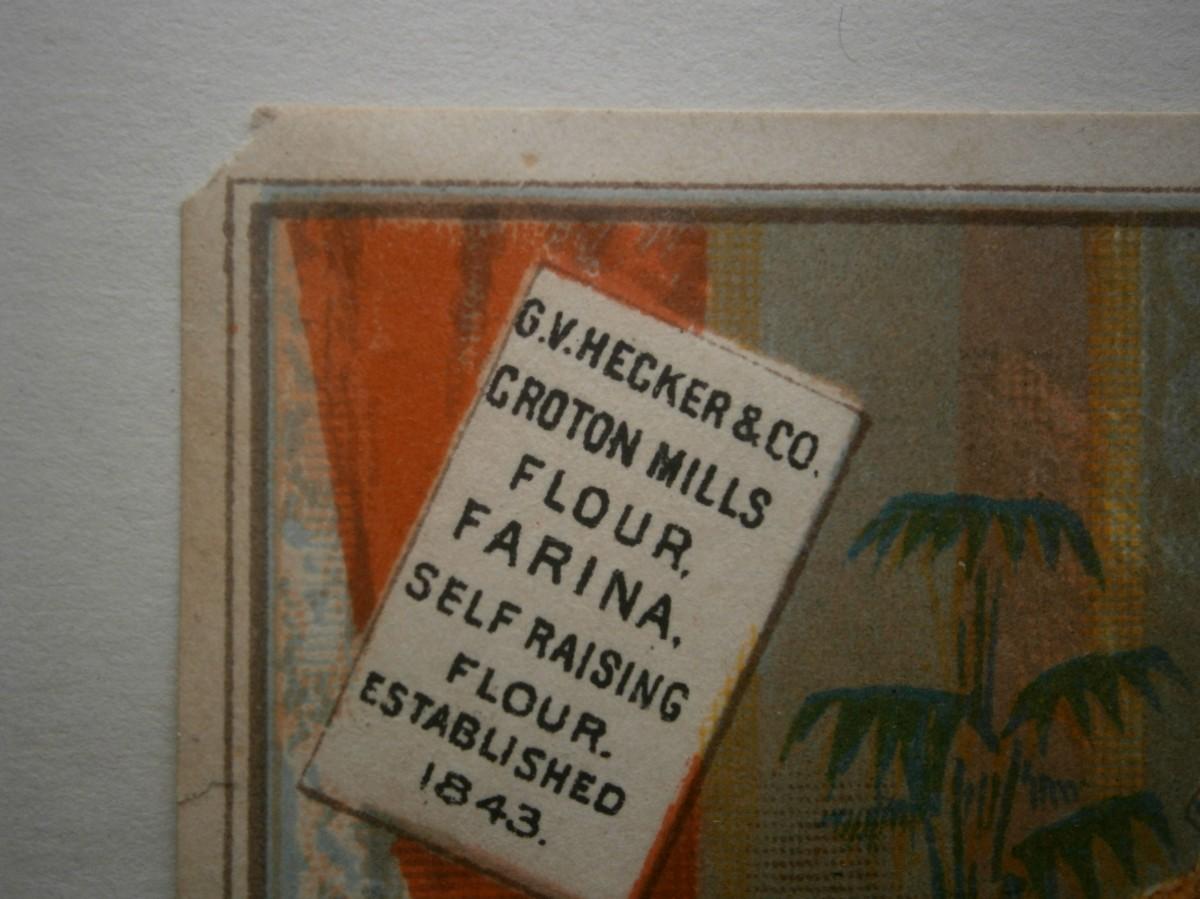 G.V. HECKER & CO.
CROTON MILLS
FLOUR,
FARINA,
SELF RAISING
FLOUR.
ESTABLISHED
1843.